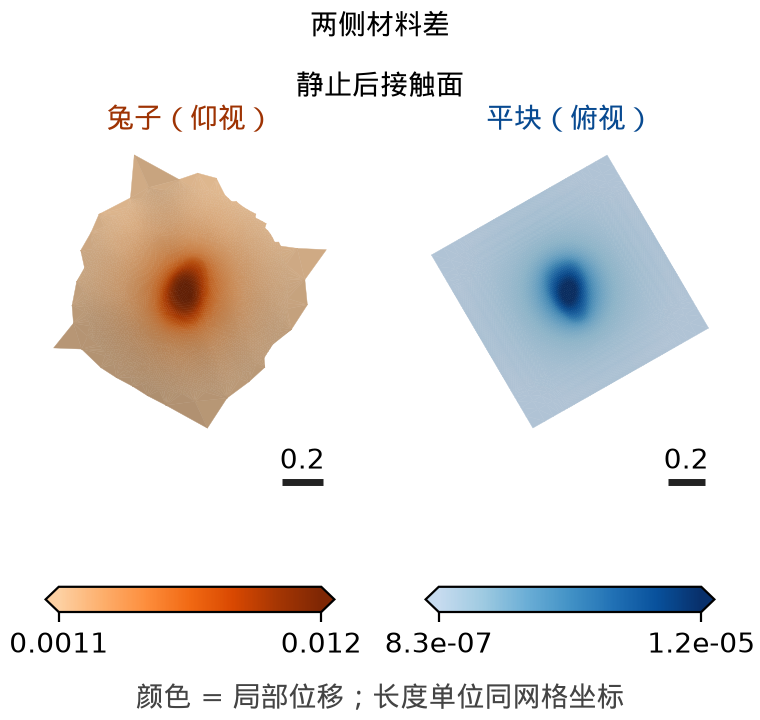 两侧材料差
静止后接触面
兔子（仰视）
平块（俯视）
0.2
0.2
0.0011
0.012
8.3e-07
1.2e-05
颜色 = 局部位移；长度单位同网格坐标